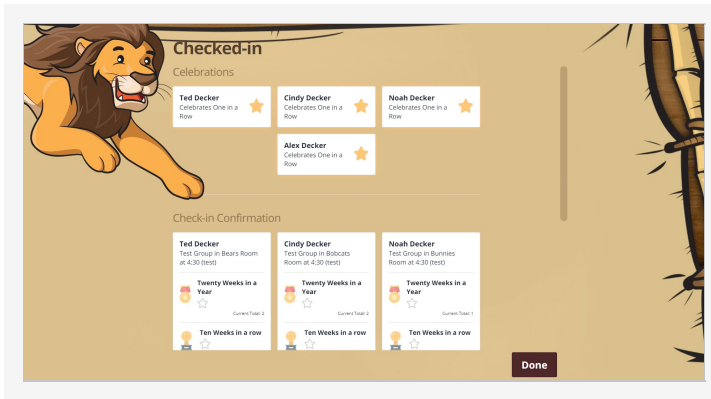 Checked-in
Celebrations
Ted Decker
Celebrates One in a
Row
Cindy Decker
Celebrates One in a
Row
Noah Decker
Celebrates One in a
Row
Alex Decker
Celebrates One in a
Row
Check-in Confirmation
Ted Decker
Test Group in Bears Room
at 4:30 (test)
Twenty Weeks in a
Year
Current Total: 2
Ten Weeks in a row
Cindy Decker
Test Group in Bobcats
Room at 4:30 (test)
Twenty Weeks in a
Year
Current Total: 2
Ten Weeks in a row
Noah Decker
Test Group in Bunnies
Room at 4:30 (test)
Twenty Weeks in a
Year
Current Total: 1
Ten Weeks in a row
Done